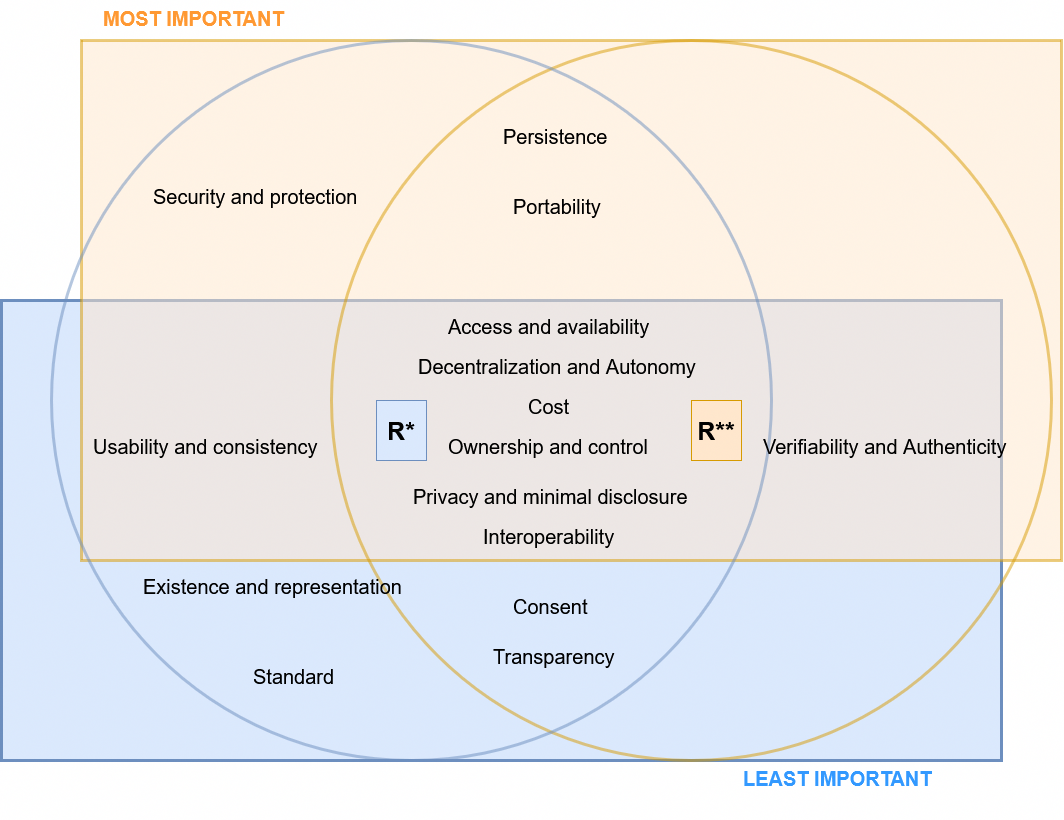 MOST IMPORTANT
Persistence
Security and protection
Portability
Access and availability
Decentralization and Autonomy
Cost
R*
R**
Usability and consistency
Ownership and control
Verifiability and Authenticity
Privacy and minimal disclosure
Interoperability
Existence and representation
Consent
Transparency
Standard
LEAST IMPORTANT